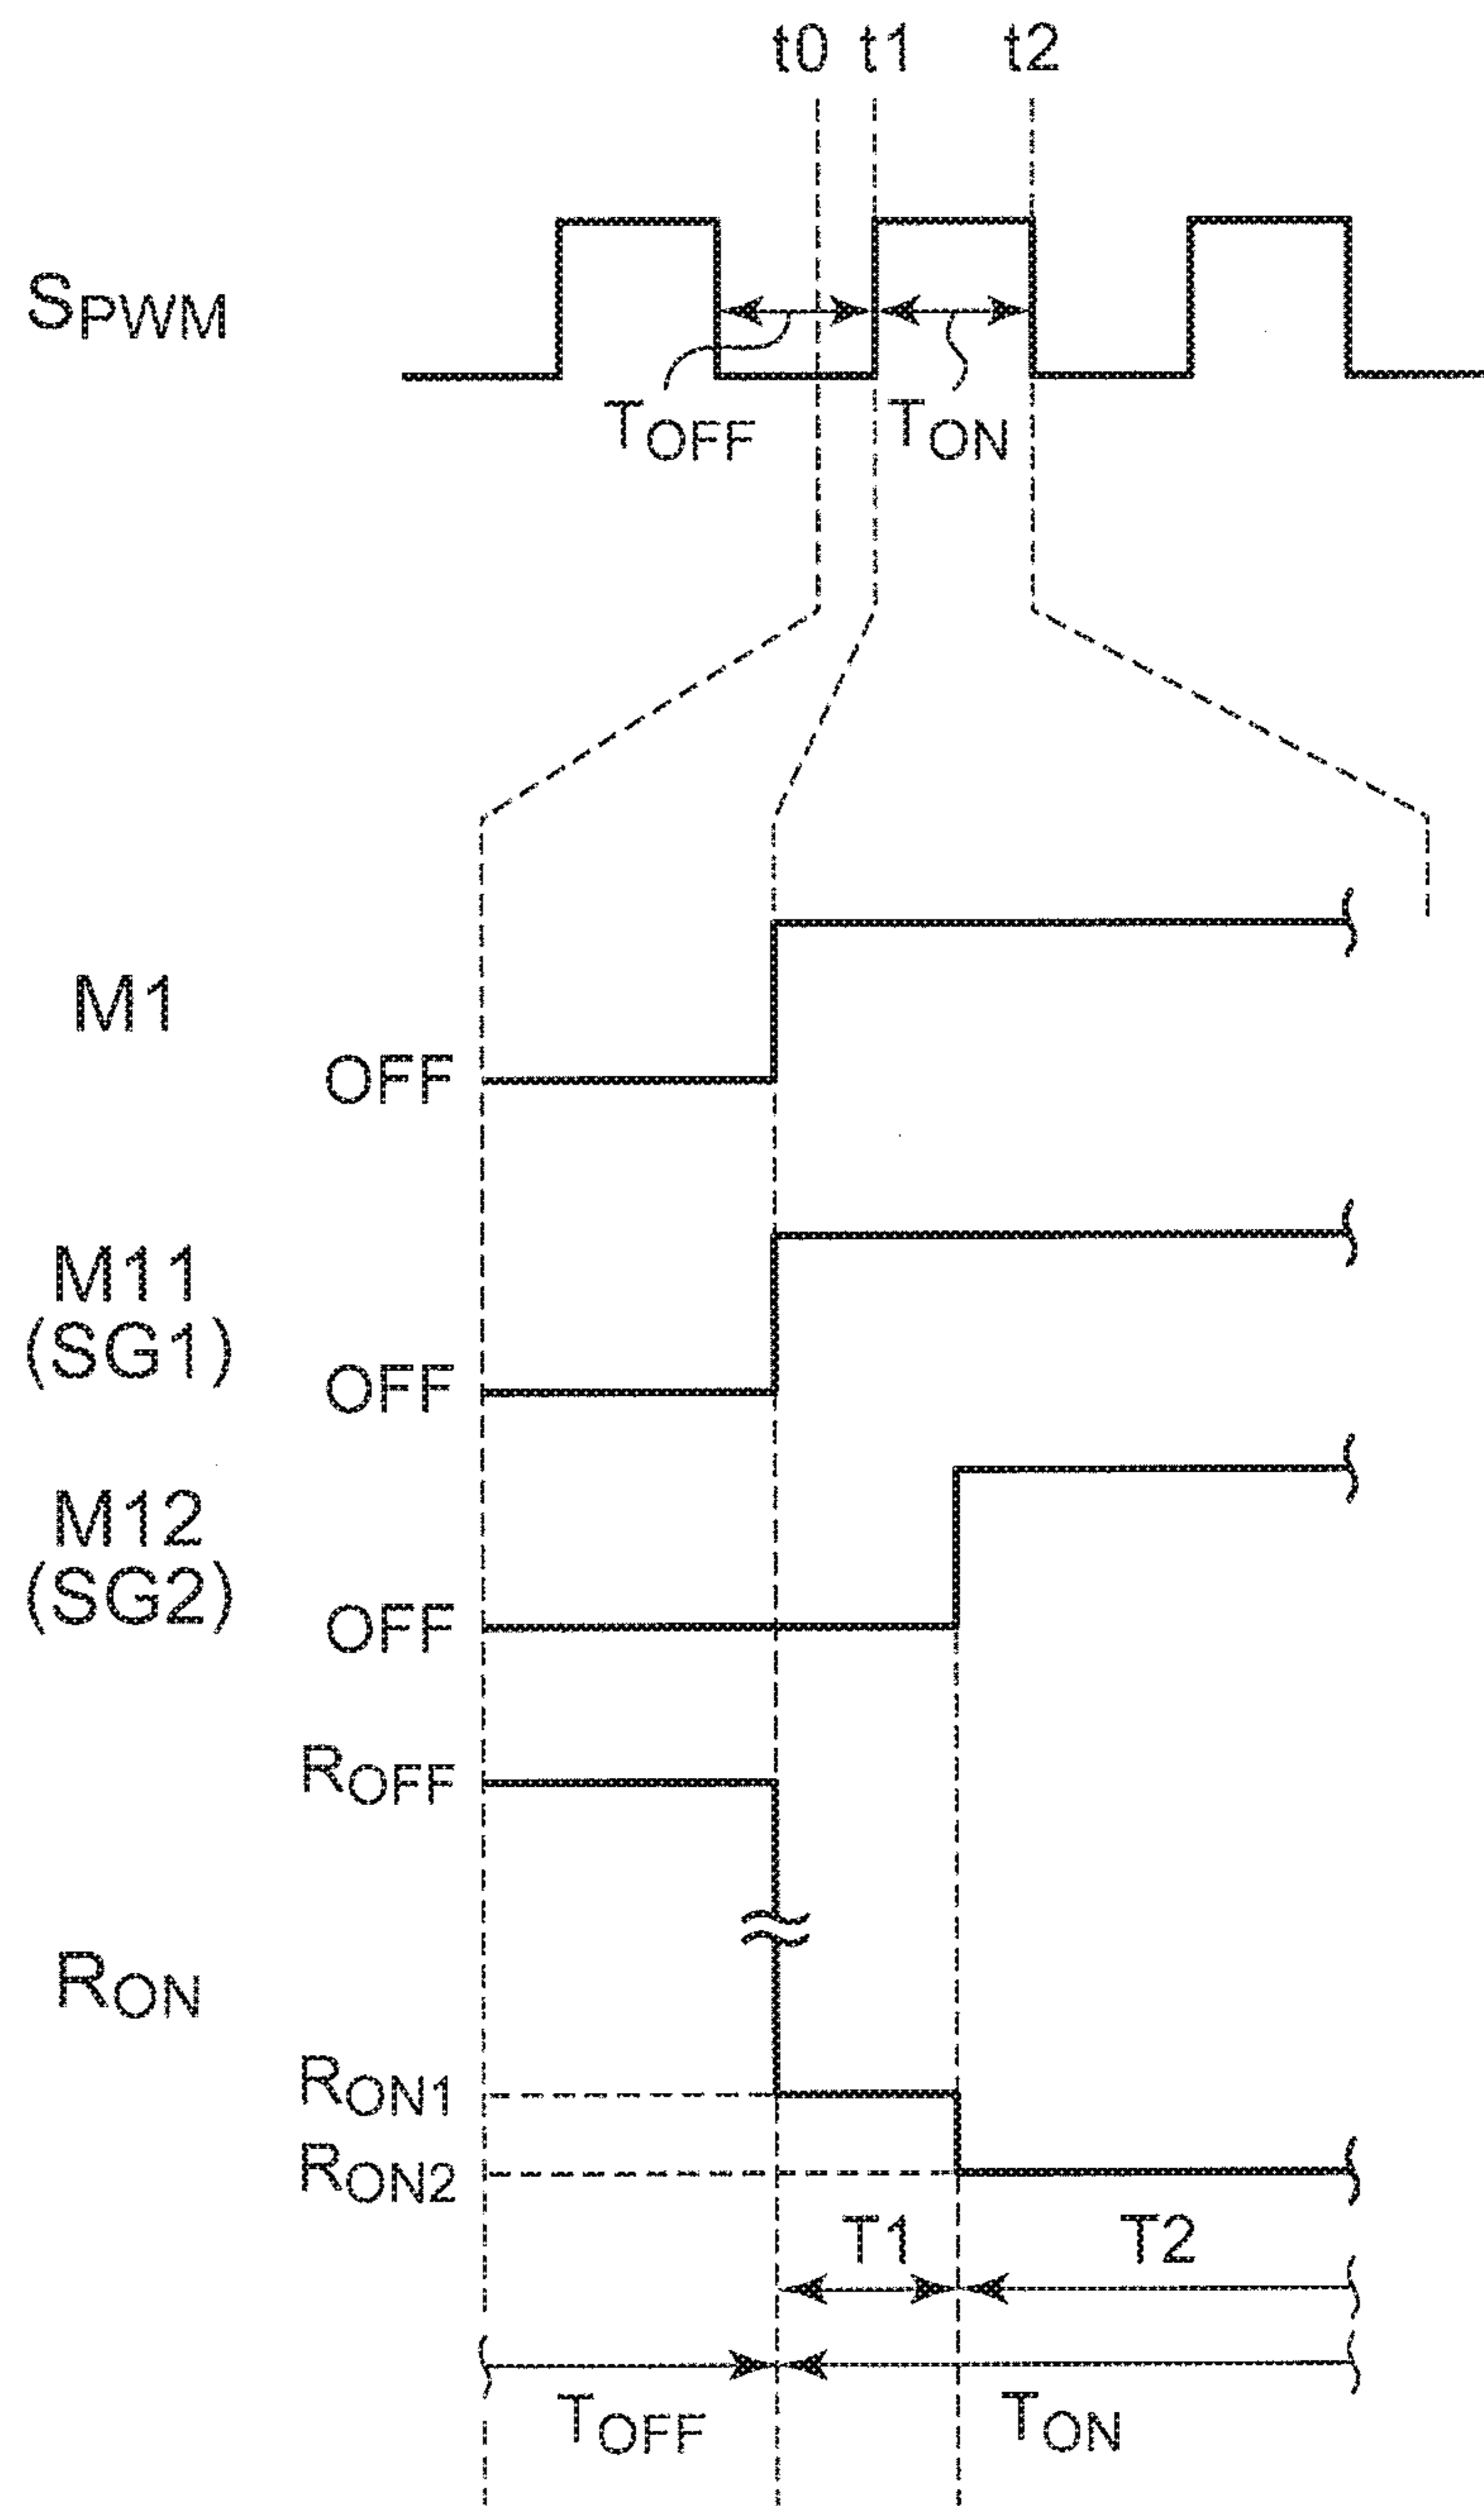 t0 t1 t2
SPWM
TOFF TON
M1
OFF
M11
(SG1)
OFF
M12
(SG2)
OFF
ROFF
RON
RON1
RON2
T1 T2
TOFF TON